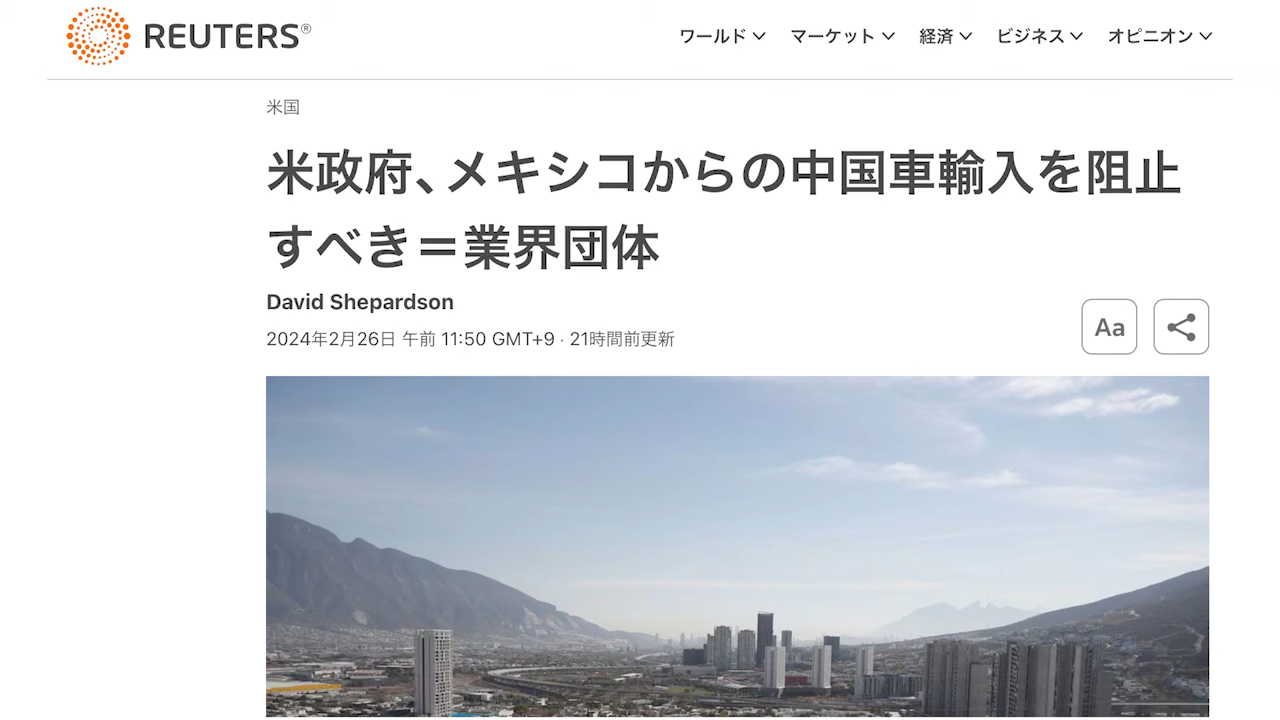 REUTERS®
ワールド マーケット 経済 ビジネス オピニオン
米国
米政府、メキシコからの中国車輸入を阻止
すべき＝業界団体
David Shepardson
2024年2月26日 午前 11:50 GMT+9 · 21時間前更新
Aa